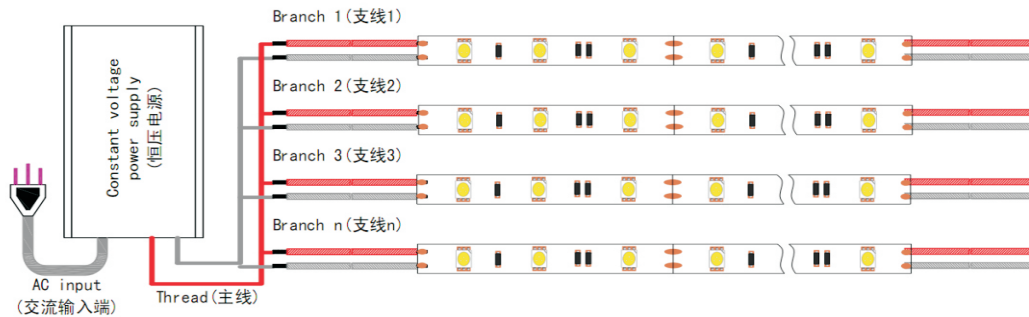 Branch 1(支线1)
Branch 2(支线2)
Branch 3(支线3)
Branch n(支线n)
Constant voltage
power supply
(恒压电源)
AC input
(交流输入端)
Thread(主线)